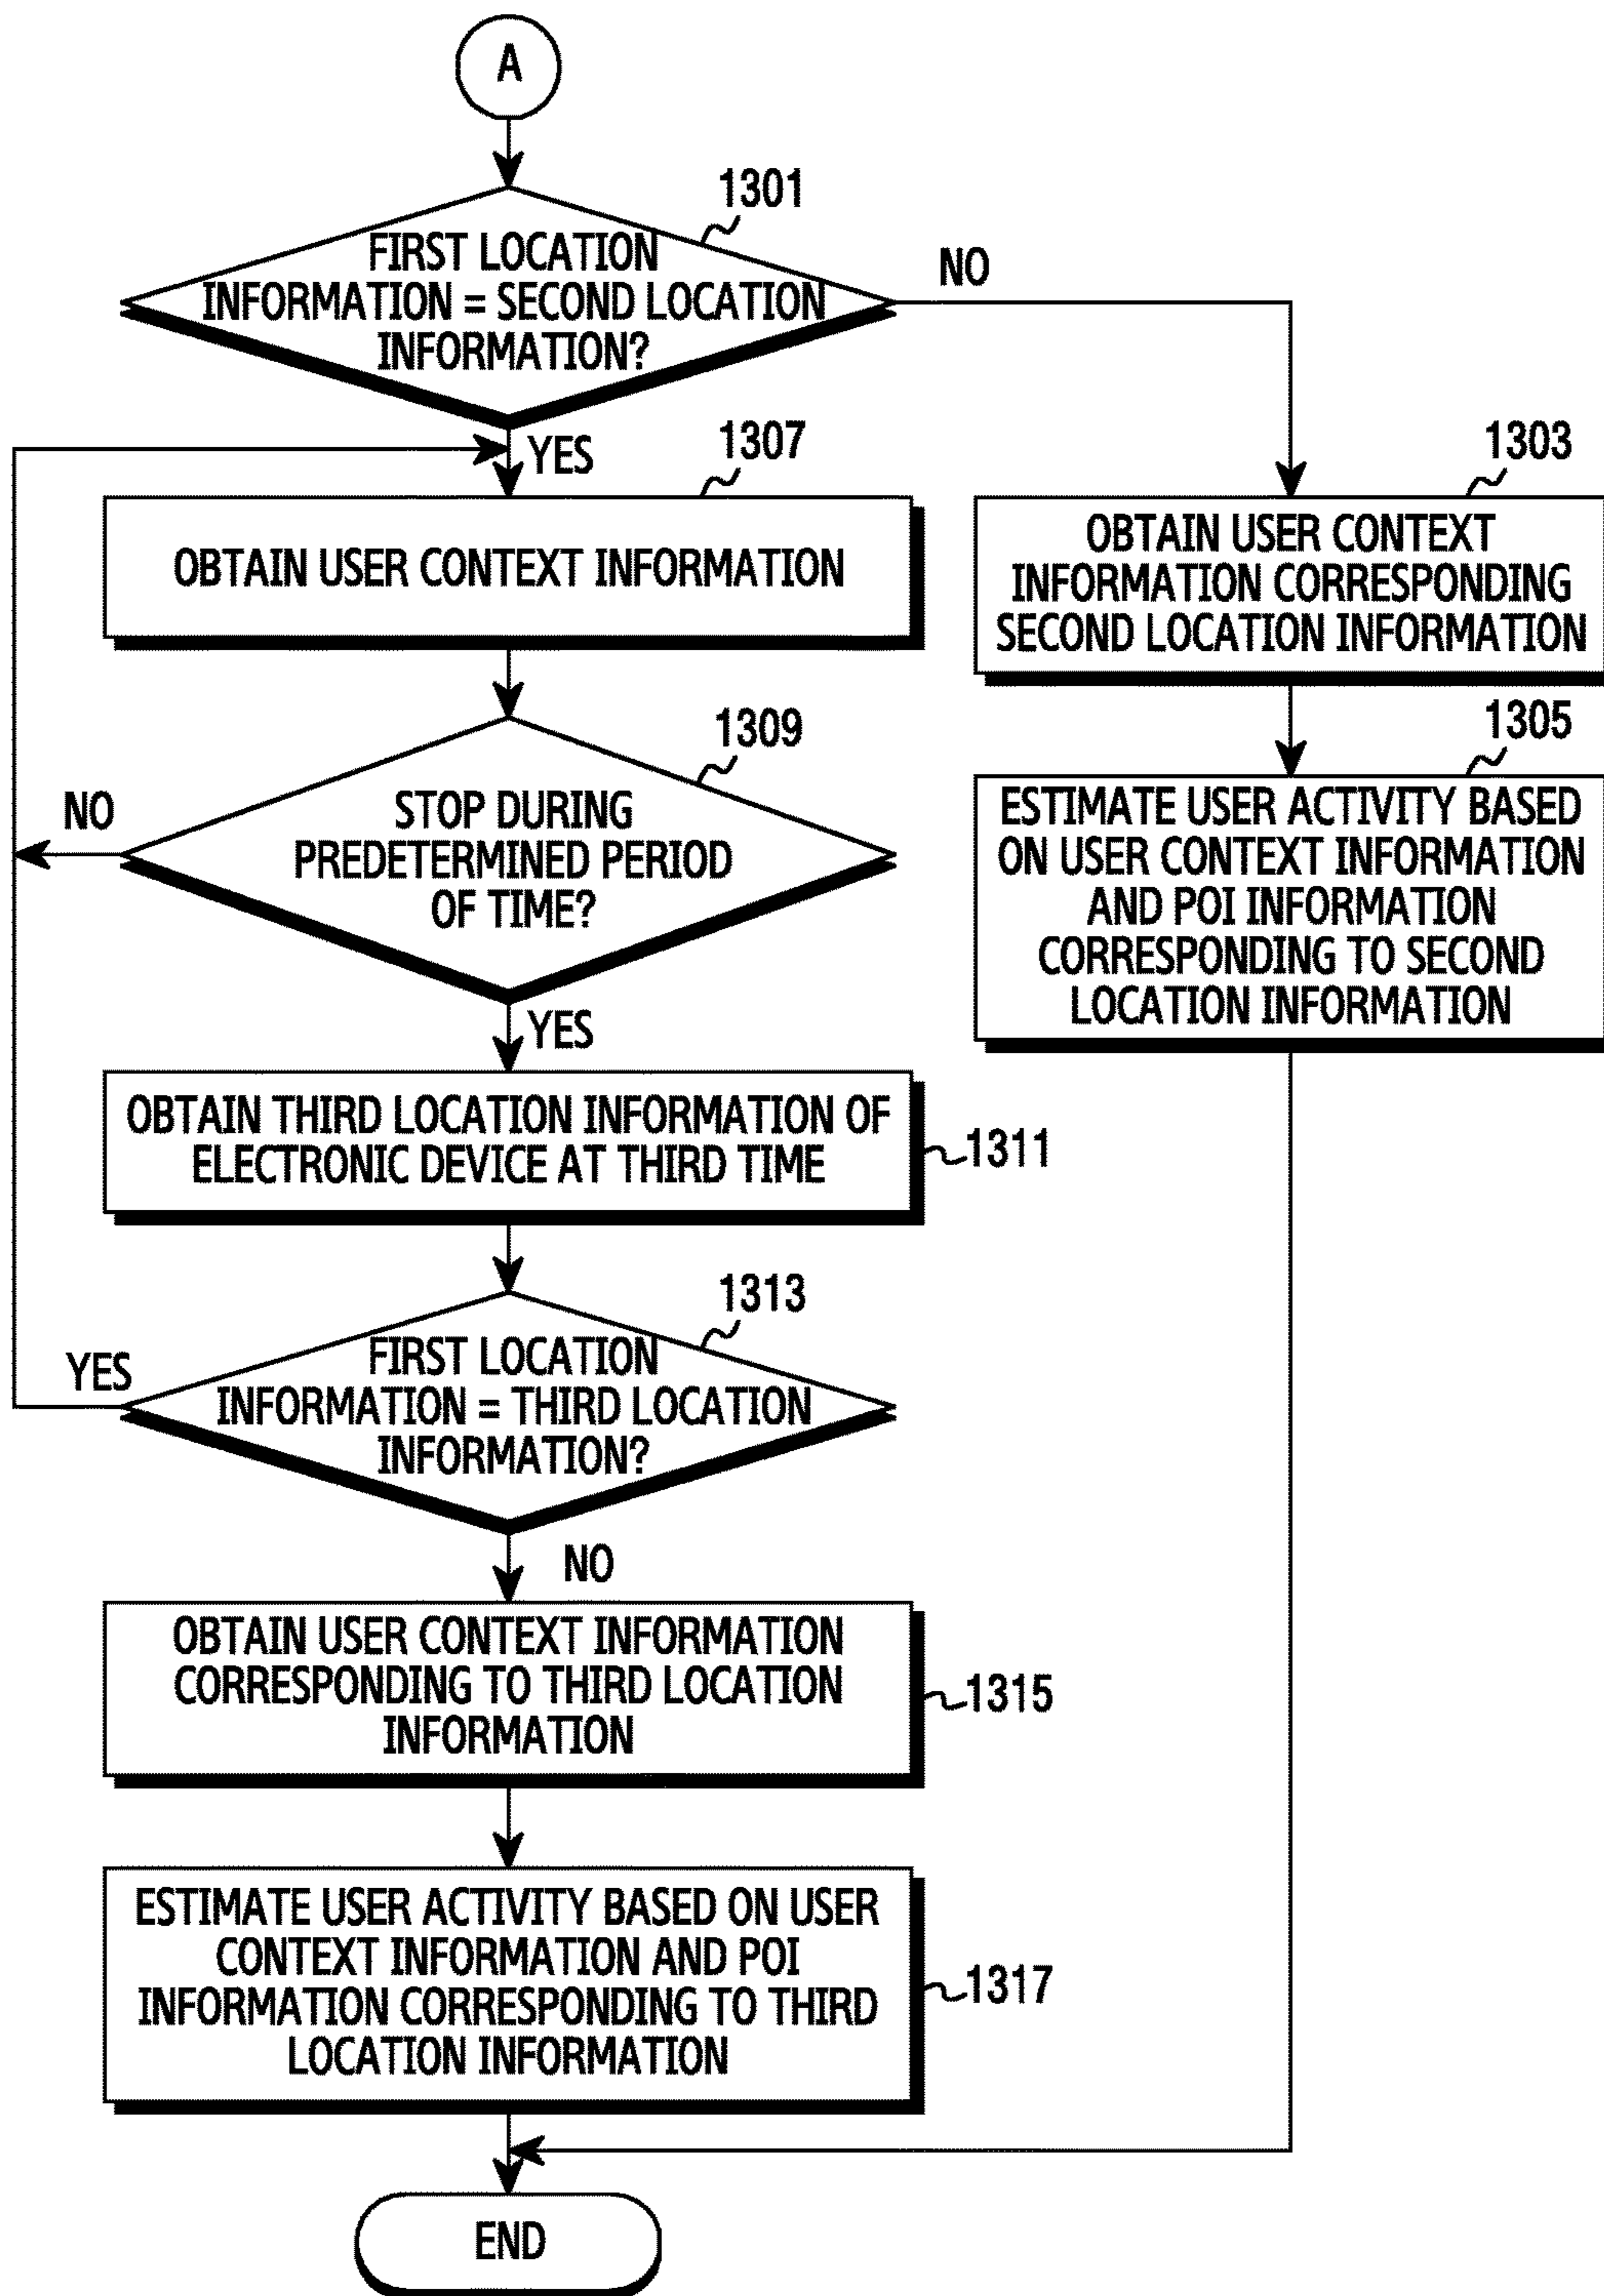 A
1301
FIRST LOCATION
INFORMATION = SECOND LOCATION
INFORMATION?
NO
YES
1307
OBTAIN USER CONTEXT INFORMATION
1303
OBTAIN USER CONTEXT
INFORMATION CORRESPONDING
SECOND LOCATION INFORMATION
1309
STOP DURING
PREDETERMINED PERIOD
OF TIME?
NO
YES
1305
ESTIMATE USER ACTIVITY BASED
ON USER CONTEXT INFORMATION
AND POI INFORMATION
CORRESPONDING TO SECOND
LOCATION INFORMATION
OBTAIN THIRD LOCATION INFORMATION OF
ELECTRONIC DEVICE AT THIRD TIME
1311
1313
FIRST LOCATION
INFORMATION = THIRD LOCATION
INFORMATION?
YES
NO
OBTAIN USER CONTEXT INFORMATION
CORRESPONDING TO THIRD LOCATION
INFORMATION
1315
ESTIMATE USER ACTIVITY BASED ON USER
CONTEXT INFORMATION AND POI
INFORMATION CORRESPONDING TO THIRD
LOCATION INFORMATION
1317
END